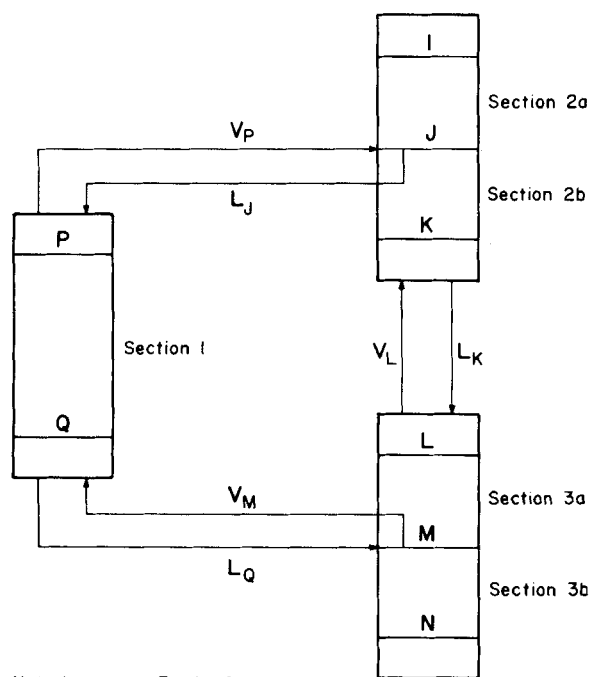 I
Section 2a
V_P
J
L_J
Section 2b
P
K
Section 1
V_L
L_K
Q
L
V_M
Section 3a
M
L_Q
Section 3b
N